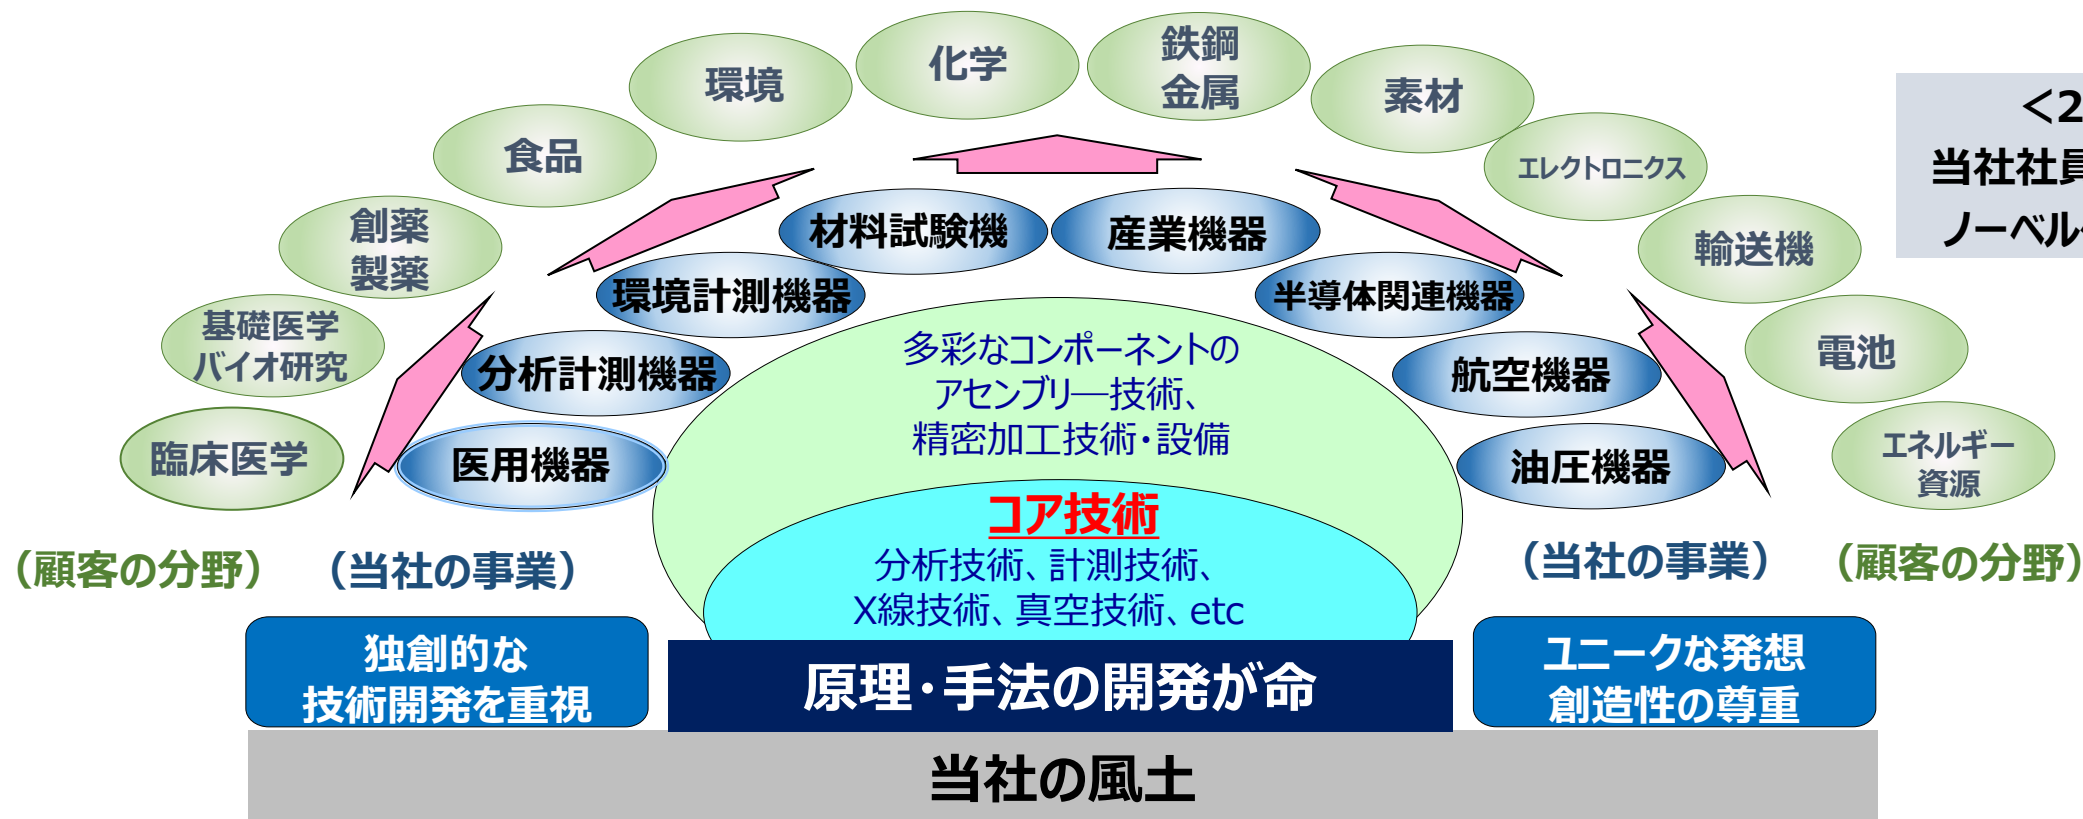 化学
鉄鋼
金属
環境
素材
食品
エレクトロニクス
創薬
製薬
輸送機
基礎医学
バイオ研究
電池
臨床医学
エネルギー
資源
<2
当社社員
ノーベル
材料試験機
産業機器
環境計測機器
半導体関連機器
分析計測機器
航空機器
医用機器
油圧機器
多彩なコンポーネントの
アセンブリ―技術、
精密加工技術・設備
コア技術
分析技術、計測技術、
X線技術、真空技術、etc
(顧客の分野)
(当社の事業)
(当社の事業)
(顧客の分野)
独創的な
技術開発を重視
原理・手法の開発が命
ユニークな発想
創造性の尊重
当社の風土